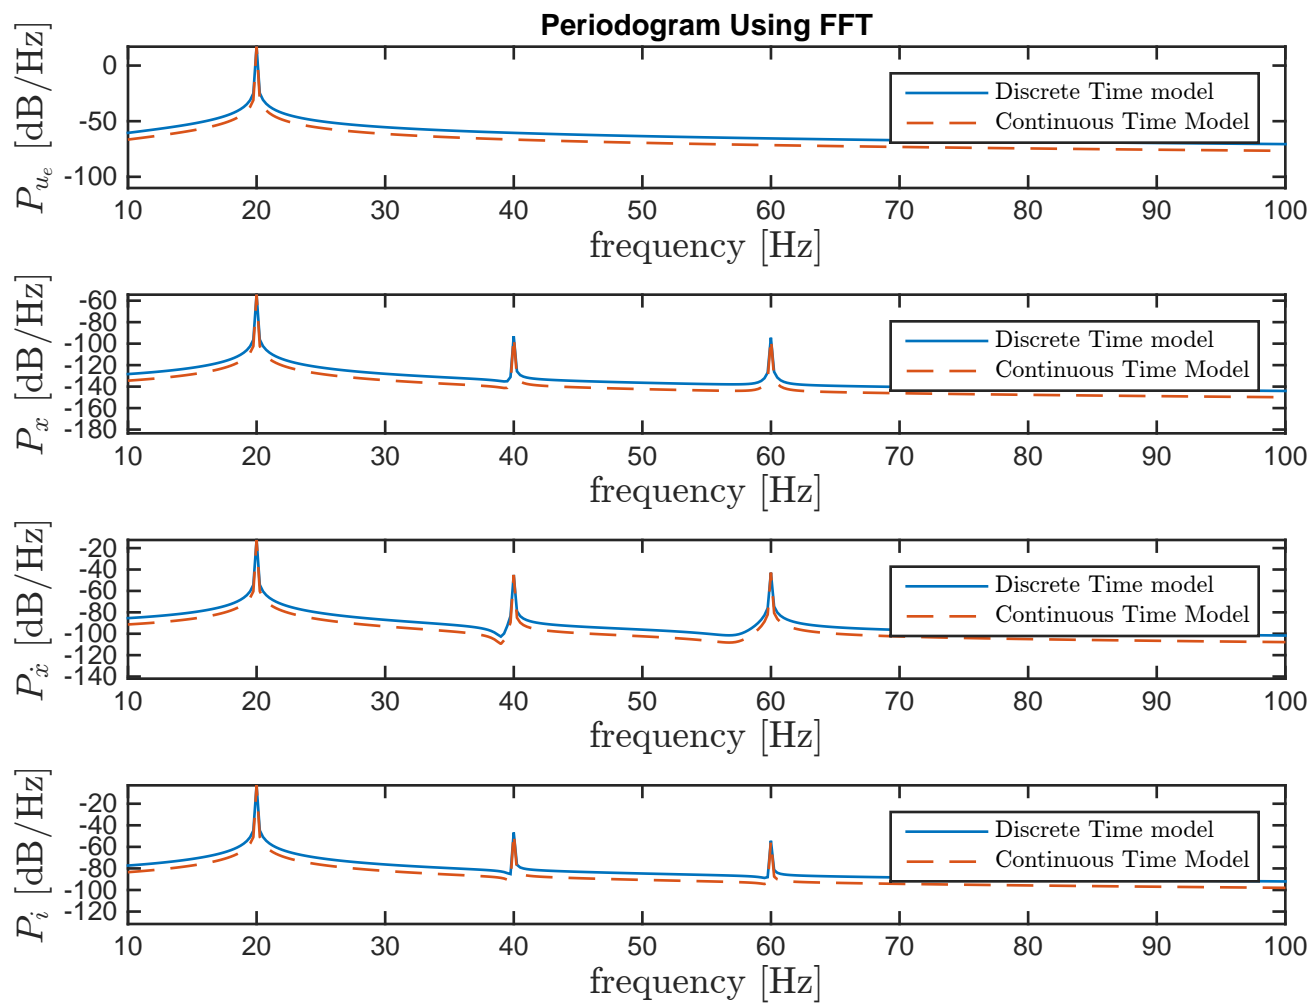 Periodogram Using FFT
P_{u_e} [dB/Hz]
0
-50
-100
Discrete Time model
Continuous Time Model
10 20 30 40 50 60 70 80 90 100
frequency [Hz]
P_x [dB/Hz]
-60
-80
-100
-120
-140
-160
-180
Discrete Time model
Continuous Time Model
10 20 30 40 50 60 70 80 90 100
frequency [Hz]
P_ẋ [dB/Hz]
-20
-40
-60
-80
-100
-120
-140
Discrete Time model
Continuous Time Model
10 20 30 40 50 60 70 80 90 100
frequency [Hz]
P_i [dB/Hz]
-20
-40
-60
-80
-100
-120
Discrete Time model
Continuous Time Model
10 20 30 40 50 60 70 80 90 100
frequency [Hz]